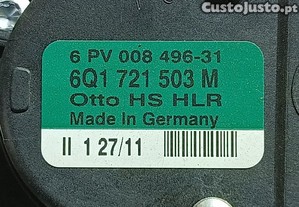 CustoJusto.pt
6 PV 008 496-31
6Q1 721 503 M
Otto HS HLR
Made in Germany
II 1 27/11